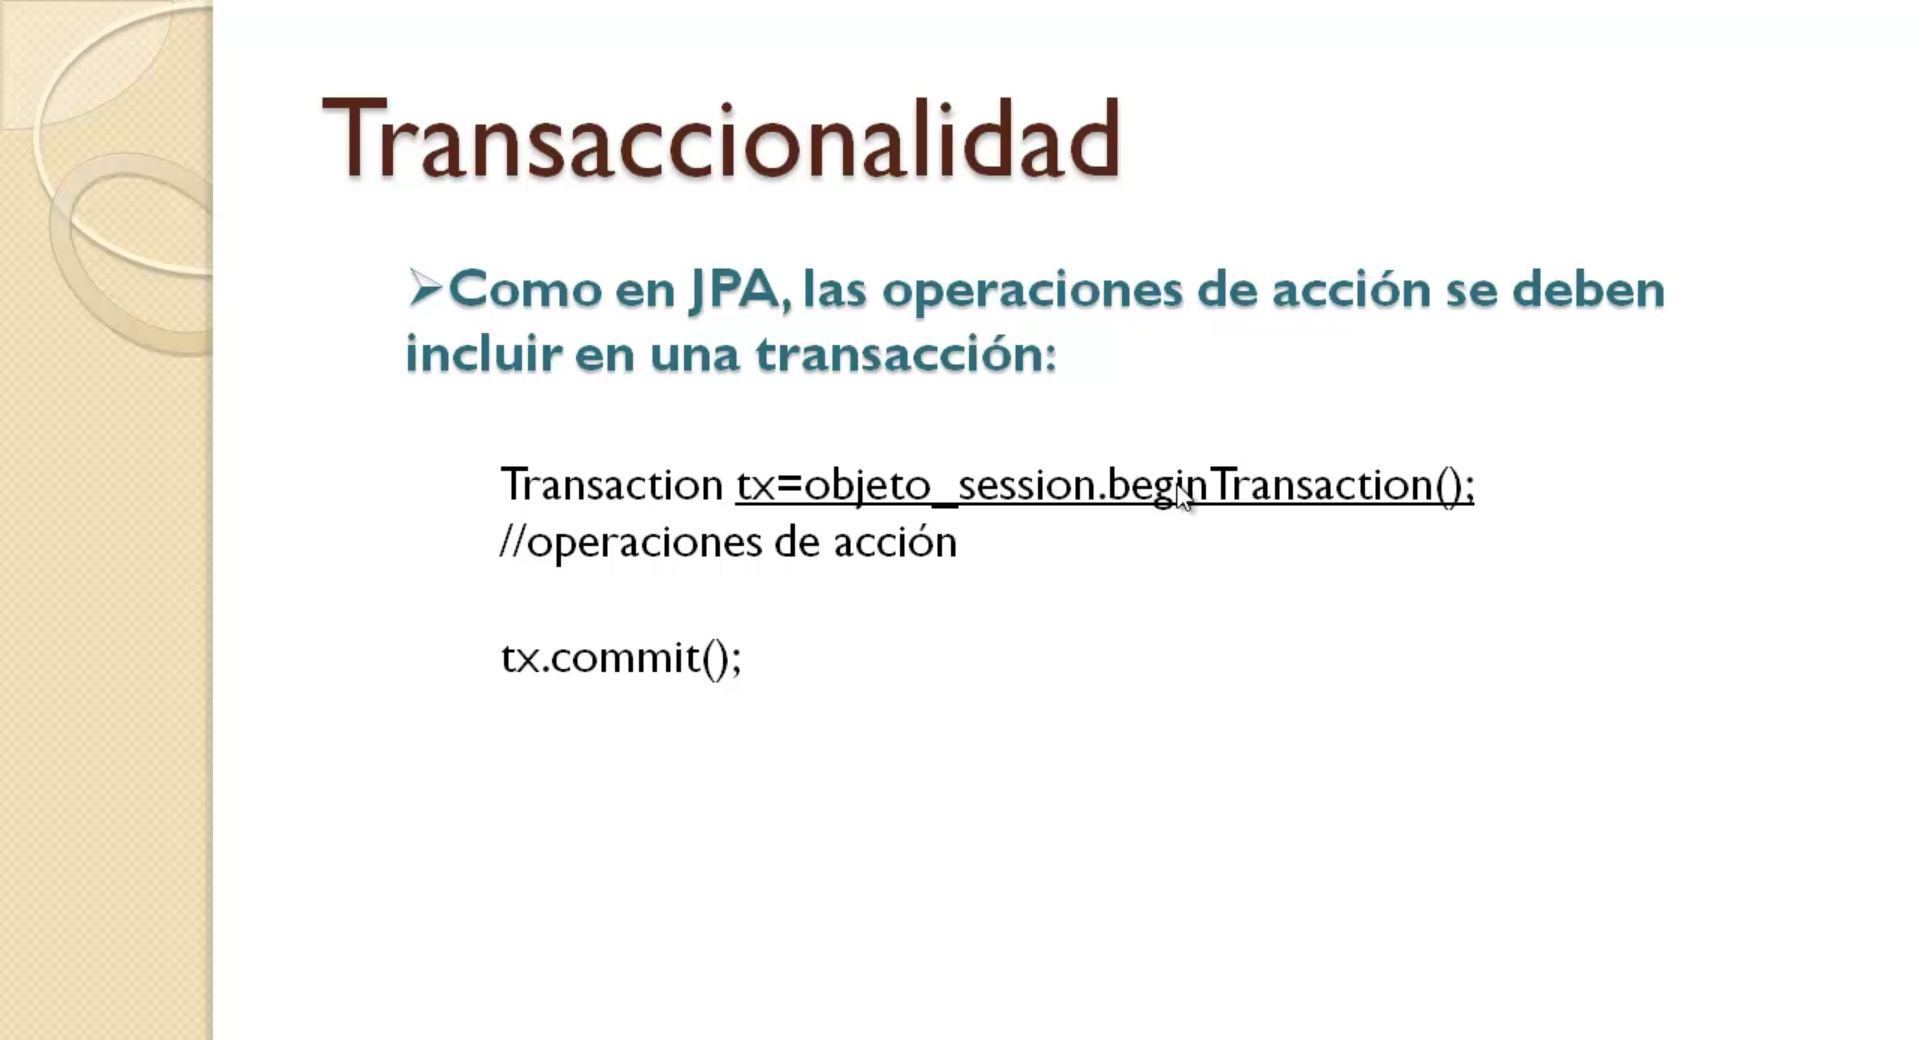 Transaccionalidad
➢Como en JPA, las operaciones de acción se deben
incluir en una transacción:
Transaction tx=objeto_session.beginTransaction();
//operaciones de acción
tx.commit();